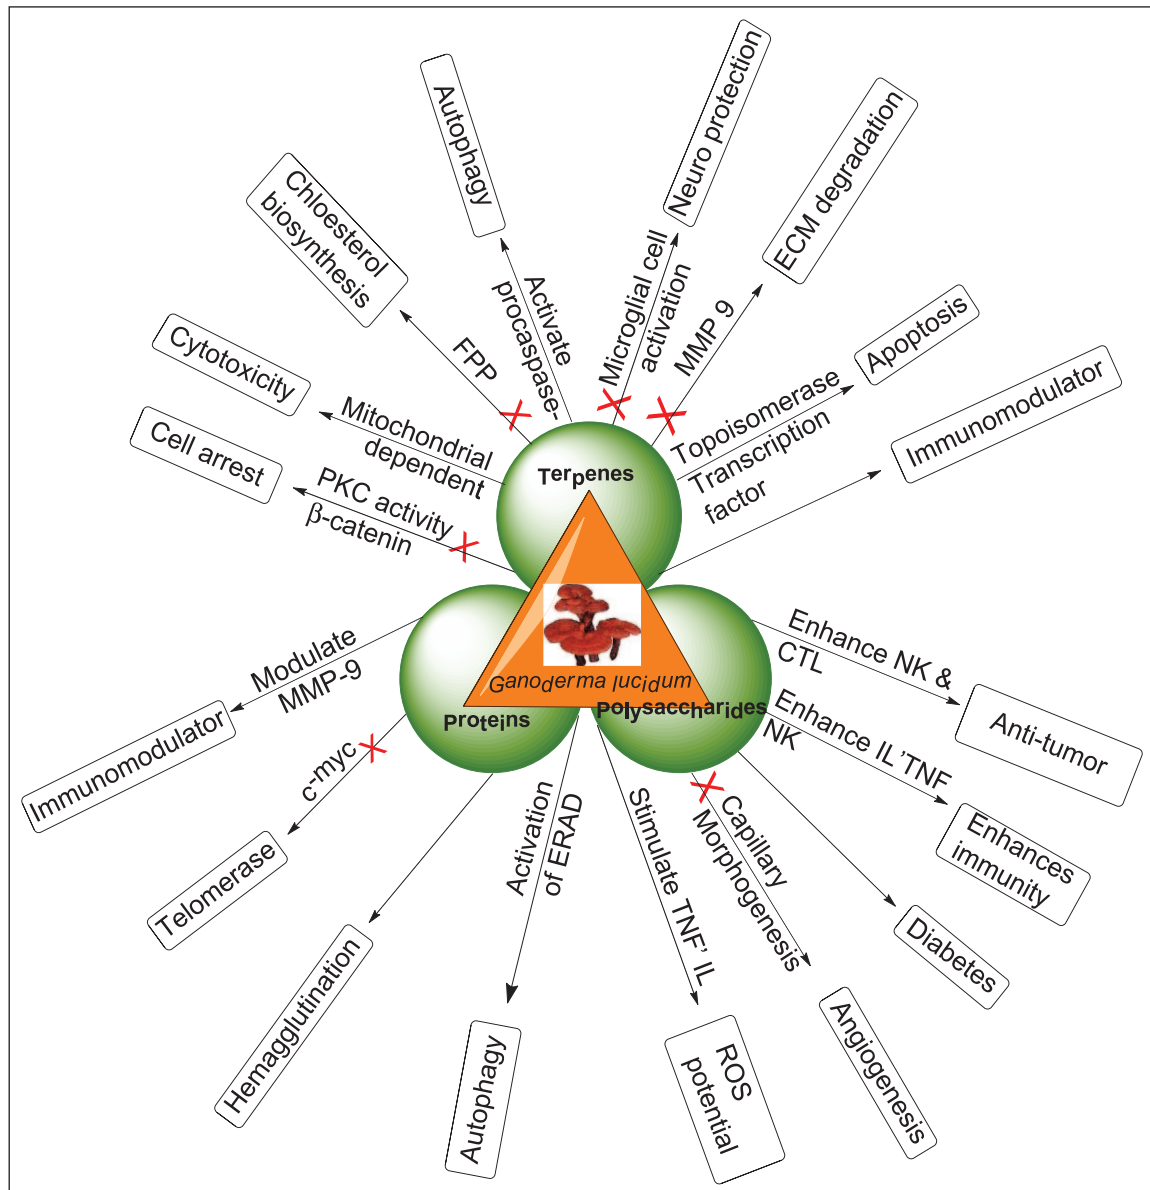 Autophagy
Activate
procaspase-
Neuro protection
Microglial cell
activation
ECM degradation
MMP 9
Apoptosis
Topoisomerase
Transcription
factor
Immunomodulator
Chloesterol
biosynthesis
FPP
Cytotoxicity
Mitochondrial
dependent
Cell arrest
PKC activity
β-catenin
Terpenes
Ganoderma lucidum
Proteins
Polysaccharides
Modulate
MMP-9
Immunomodulator
c-myc
Telomerase
Hemagglutination
Activation
of ERAD
Autophagy
Stimulate TNF' IL
ROS
potential
Capillary
Morphogenesis
Angiogenesis
Diabetes
Enhance IL'TNF
NK
Enhances
immunity
Enhance NK &
CTL
Anti-tumor